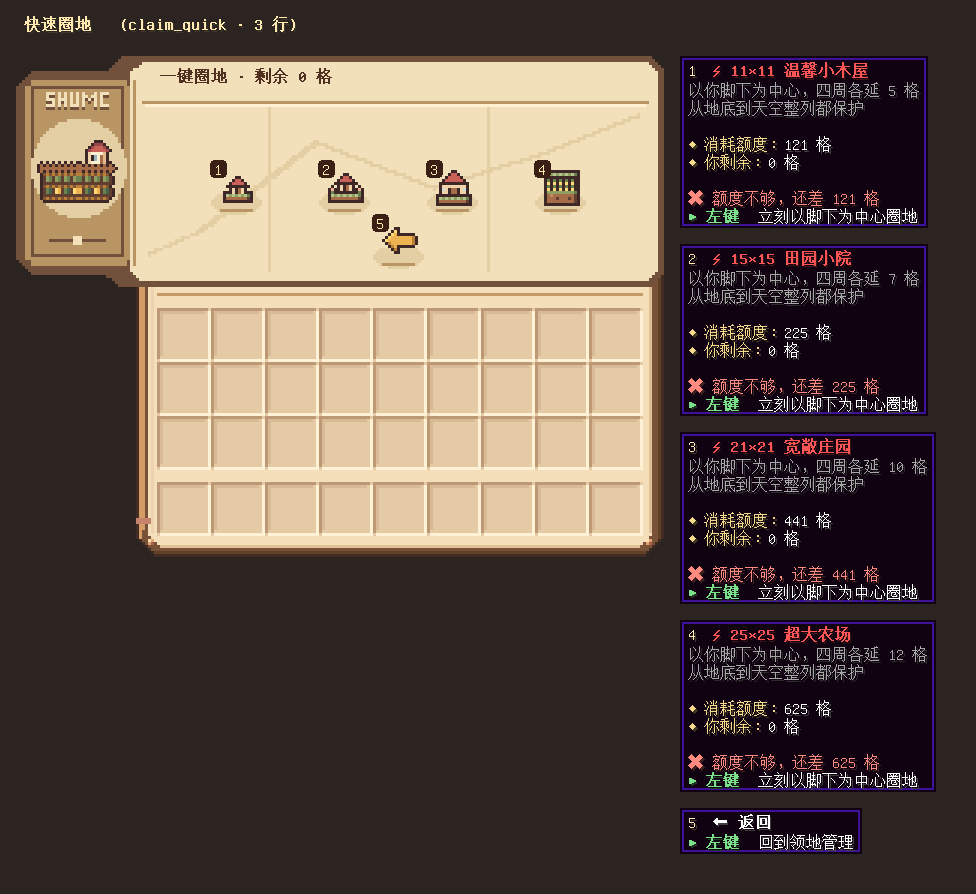 快速圈地 (claim_quick · 3 行)
一键圈地 · 剩余 0 格
SHUMC
1
2
3
4
5
1 ⚡ 11×11 温馨小木屋
以你脚下为中心，四周各延 5 格
从地底到天空整列都保护
◆ 消耗额度：121 格
◆ 你剩余：0 格
✖ 额度不够，还差 121 格
▶ 左键 立刻以脚下为中心圈地
2 ⚡ 15×15 田园小院
以你脚下为中心，四周各延 7 格
从地底到天空整列都保护
◆ 消耗额度：225 格
◆ 你剩余：0 格
✖ 额度不够，还差 225 格
▶ 左键 立刻以脚下为中心圈地
3 ⚡ 21×21 宽敞庄园
以你脚下为中心，四周各延 10 格
从地底到天空整列都保护
◆ 消耗额度：441 格
◆ 你剩余：0 格
✖ 额度不够，还差 441 格
▶ 左键 立刻以脚下为中心圈地
4 ⚡ 25×25 超大农场
以你脚下为中心，四周各延 12 格
从地底到天空整列都保护
◆ 消耗额度：625 格
◆ 你剩余：0 格
✖ 额度不够，还差 625 格
▶ 左键 立刻以脚下为中心圈地
5 ← 返回
▶ 左键 回到领地管理